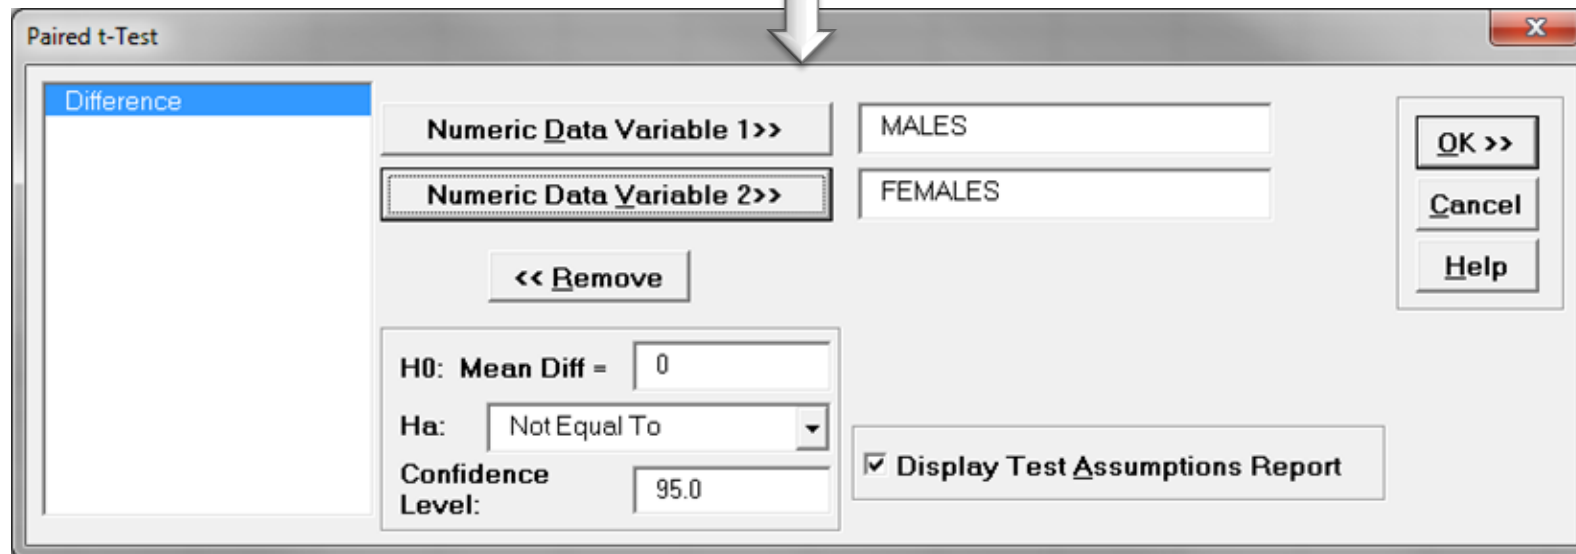 Paired t-Test
x
Difference
Numeric Data Variable 1>>
MALES
Numeric Data Variable 2>>
FEMALES
<< Remove
OK >>
Cancel
Help
H0: Mean Diff =
0
Ha:
Not Equal To
Confidence
Level:
95.0
Display Test Assumptions Report